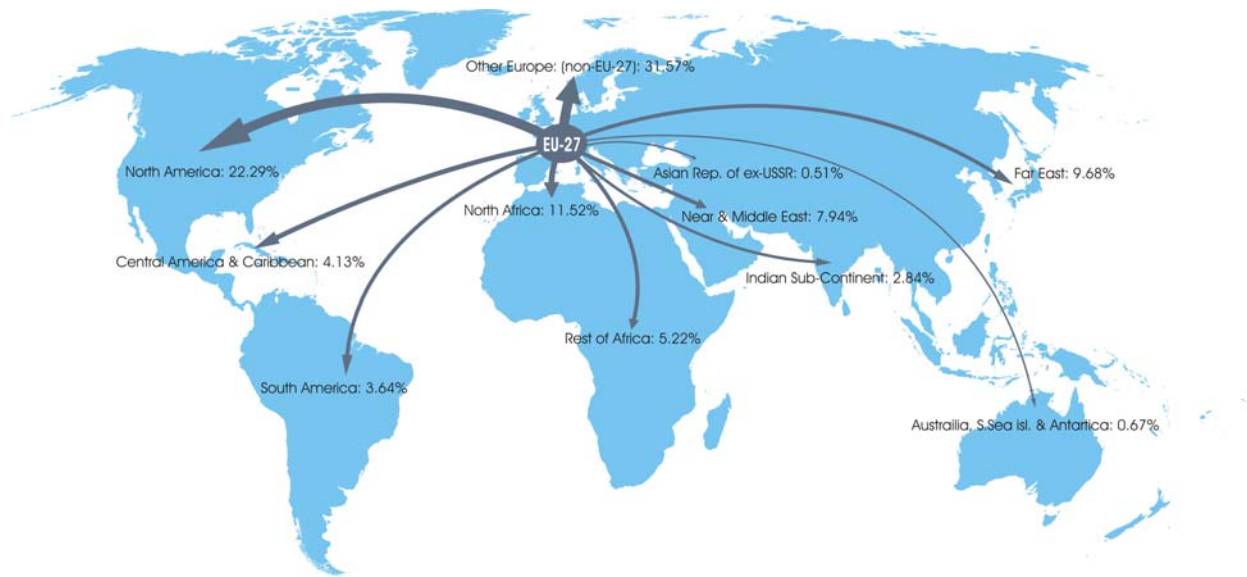 Other Europe: (non-EU-27): 31.57%
EU-27
North America: 22.29%
Asian Rep. of ex-USSR: 0.51%
Far East: 9.68%
North Africa: 11.52%
Near & Middle East: 7.94%
Central America & Caribbean: 4.13%
Indian Sub-Continent: 2.84%
Rest of Africa: 5.22%
South America: 3.64%
Austrailia, S.Sea isl. & Antartica: 0.67%